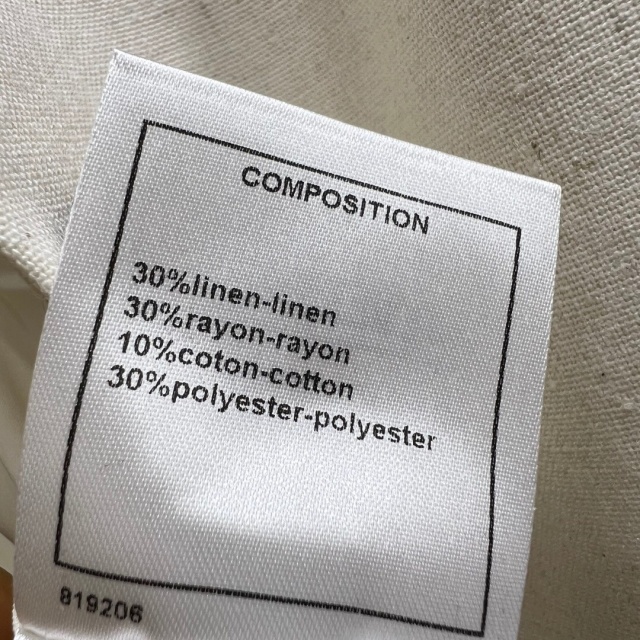 COMPOSITION
30%linen-linen
30%rayon-rayon
10%coton-cotton
30%polyester-polyester
819206